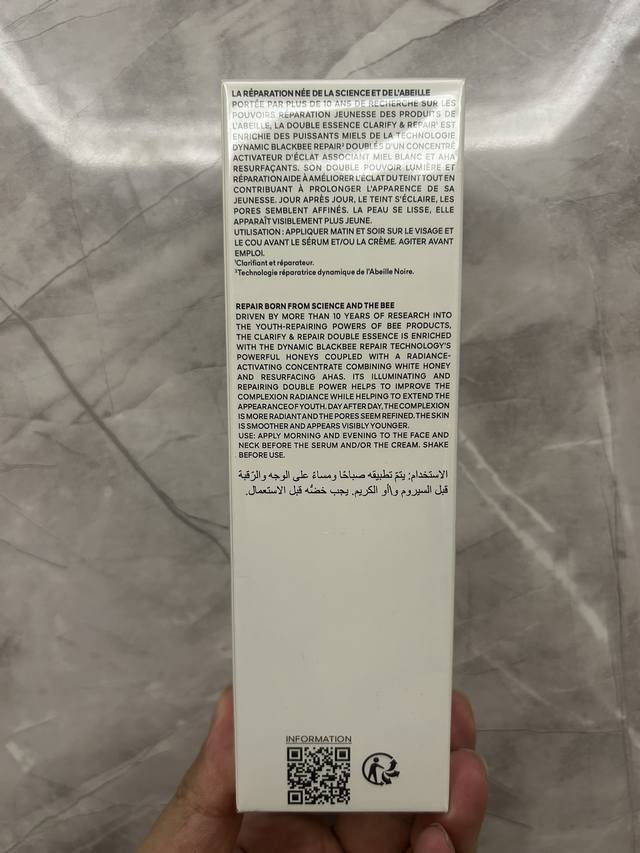 LA RÉPARATION NÉE DE LA SCIENCE ET DE L'ABEILLE
PORTÉE PAR PLUS DE 10 ANS DE RECHERCHE SUR LES
POUVOIRS RÉPARATION JEUNESSE DES PRODUITS DE
L'ABEILLE, LA DOUBLE ESSENCE CLARIFY & REPAIR¹ EST
ENRICHIE DES PUISSANTS MIELS DE LA TECHNOLOGIE
DYNAMIC BLACKBEE REPAIR² DOUBLÉS D'UN CONCENTRÉ
ACTIVATEUR D'ÉCLAT ASSOCIANT MIEL BLANC ET AHA
RESURFAÇANTS. SON DOUBLE POUVOIR LUMIÈRE ET
RÉPARATION AIDE À AMÉLIORER L'ÉCLAT DU TEINT TOUT EN
CONTRIBUANT À PROLONGER L'APPARENCE DE SA
JEUNESSE. JOUR APRÈS JOUR, LE TEINT S'ÉCLAIRE, LES
PORES SEMBLENT AFFINÉS. LA PEAU SE LISSE, ELLE
APPARAÎT VISIBLEMENT PLUS JEUNE.
UTILISATION : APPLIQUER MATIN ET SOIR SUR LE VISAGE ET
LE COU AVANT LE SÉRUM ET/OU LA CRÈME. AGITER AVANT
EMPLOI.
¹Clarifiant et réparateur.
²Technologie réparatrice dynamique de l'Abeille Noire.
REPAIR BORN FROM SCIENCE AND THE BEE
DRIVEN BY MORE THAN 10 YEARS OF RESEARCH INTO
THE YOUTH-REPAIRING POWERS OF BEE PRODUCTS,
THE CLARIFY & REPAIR DOUBLE ESSENCE IS ENRICHED
WITH THE DYNAMIC BLACKBEE REPAIR TECHNOLOGY'S
POWERFUL HONEYS COUPLED WITH A RADIANCE-
ACTIVATING CONCENTRATE COMBINING WHITE HONEY
AND RESURFACING AHAS. ITS ILLUMINATING AND
REPAIRING DOUBLE POWER HELPS TO IMPROVE THE
COMPLEXION RADIANCE WHILE HELPING TO EXTEND THE
APPEARANCE OF YOUTH. DAY AFTER DAY, THE COMPLEXION
IS MORE RADIANT AND THE PORES SEEM REFINED. THE SKIN
IS SMOOTHER AND APPEARS VISIBLY YOUNGER.
USE: APPLY MORNING AND EVENING TO THE FACE AND
NECK BEFORE THE SERUM AND/OR THE CREAM. SHAKE
BEFORE USE.
الاستخدام: يتمّ تطبيقه صباحًا ومساءً على الوجه والرّقبة
قبل السيروم و/أو الكريم. يجب خضّه قبل الاستعمال.
INFORMATION